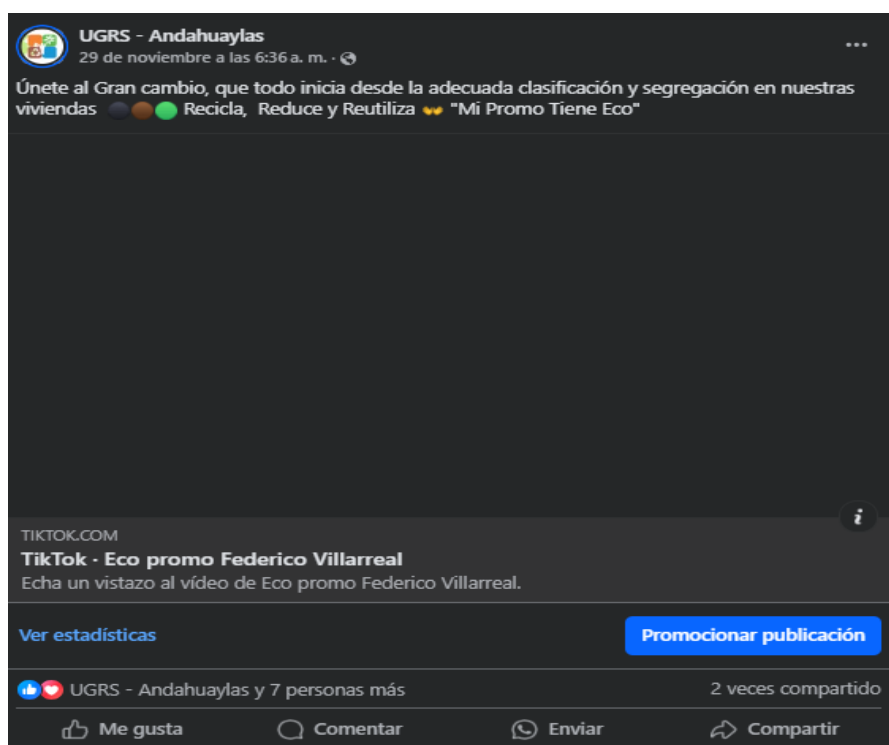 UGRS - Andahuaylas
29 de noviembre a las 6:36 a. m. ·
Únete al Gran cambio, que todo inicia desde la adecuada clasificación y segregación en nuestras
viviendas ⚫🟤🟢 Recicla, Reduce y Reutiliza 👐 "Mi Promo Tiene Eco"
TIKTOK.COM
TikTok · Eco promo Federico Villarreal
Echa un vistazo al vídeo de Eco promo Federico Villarreal.
Ver estadísticas
Promocionar publicación
UGRS - Andahuaylas y 7 personas más
2 veces compartido
Me gusta
Comentar
Enviar
Compartir